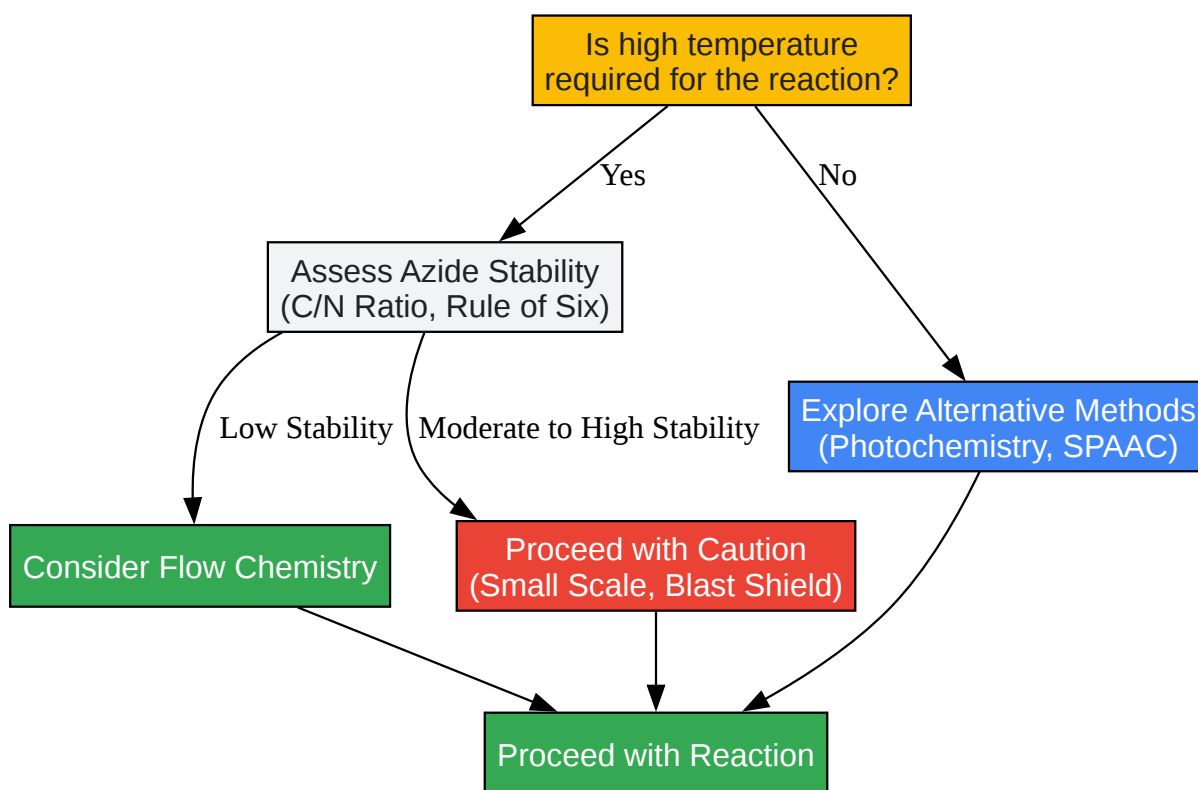 Is high temperature
required for the reaction?
Yes
No
Assess Azide Stability
(C/N Ratio, Rule of Six)
Explore Alternative Methods
(Photochemistry, SPAAC)
Low Stability
Moderate to High Stability
Consider Flow Chemistry
Proceed with Caution
(Small Scale, Blast Shield)
Proceed with Reaction